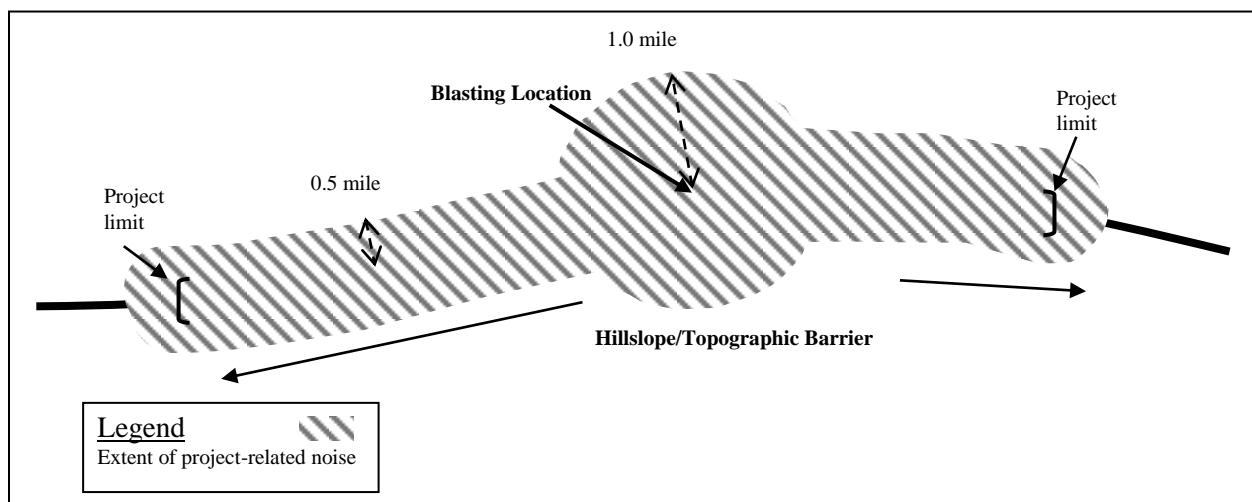 1.0 mile
Blasting Location
Project
limit
0.5 mile
Project
limit
Hillslope/Topographic Barrier
Legend
Extent of project-related noise